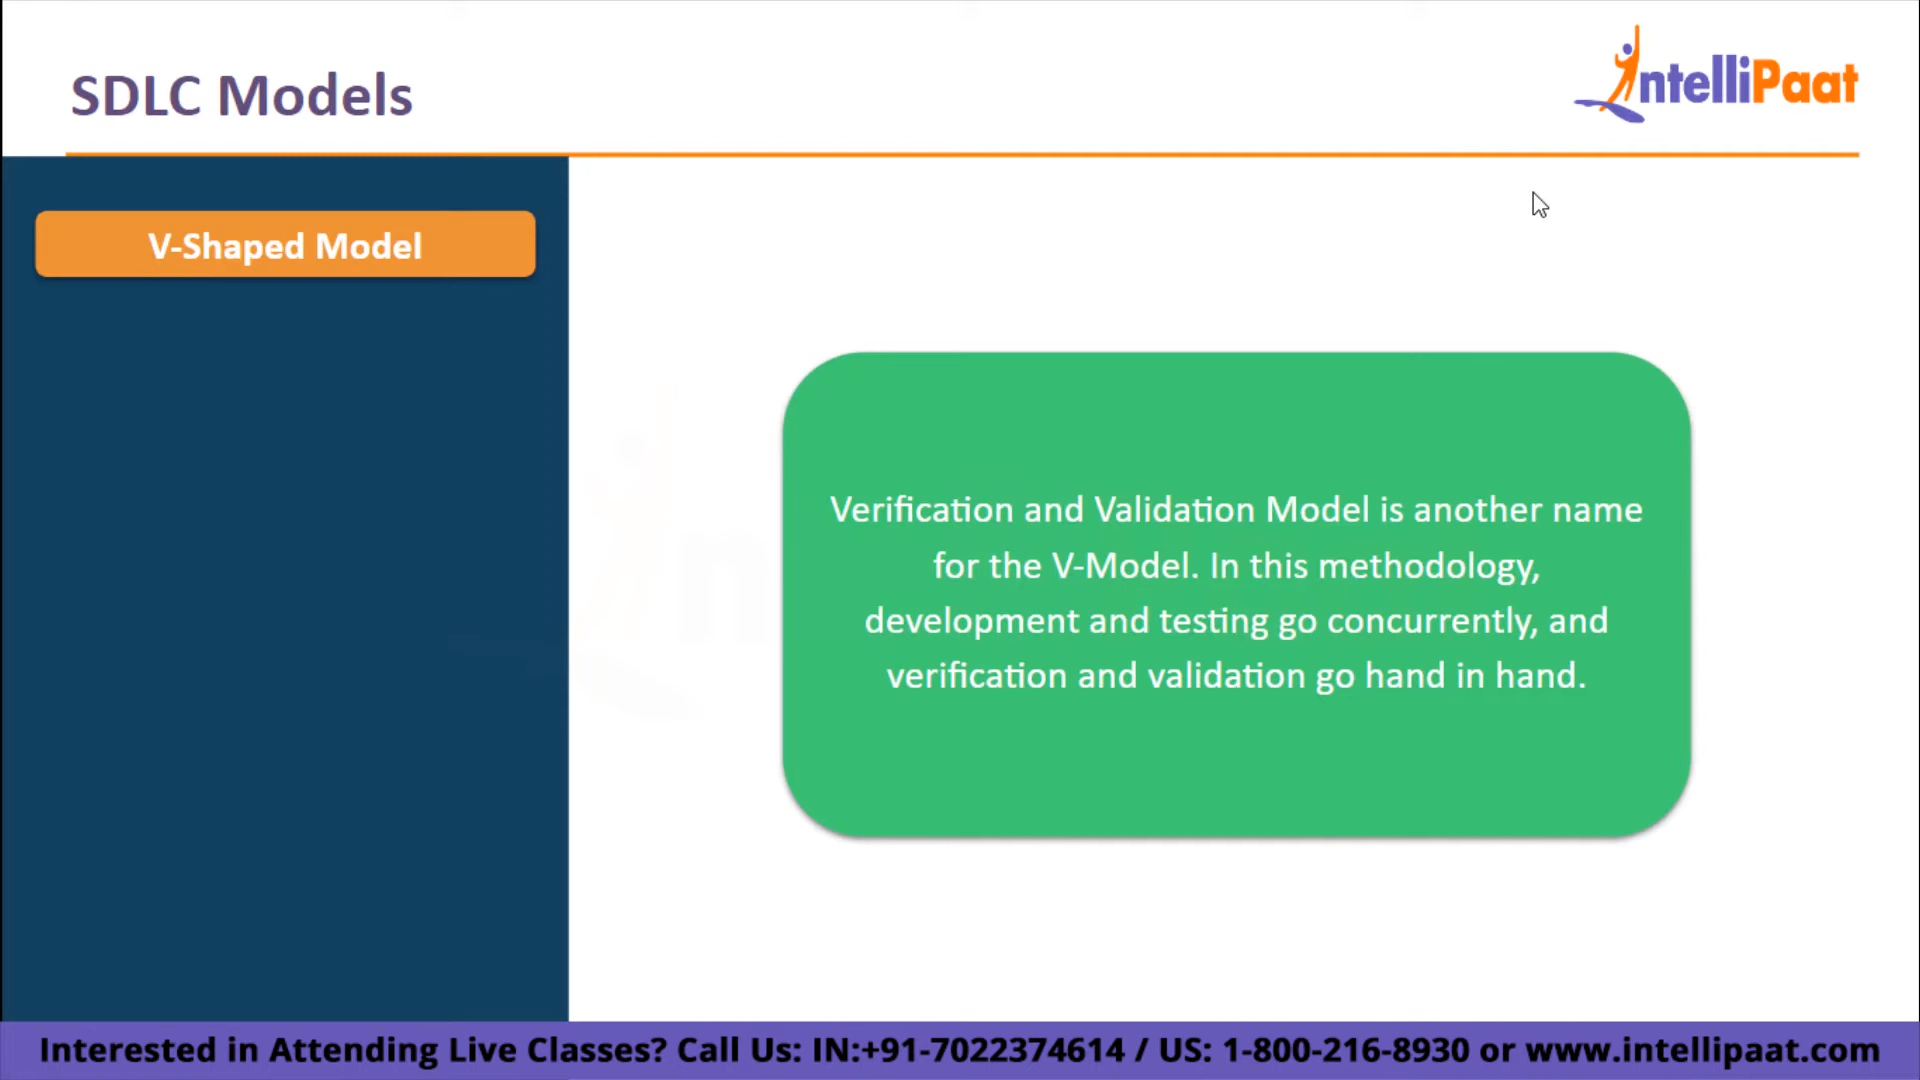 SDLC Models
IntelliPaat
V-Shaped Model
Verification and Validation Model is another name
for the V-Model. In this methodology,
development and testing go concurrently, and
verification and validation go hand in hand.
Interested in Attending Live Classes? Call Us: IN:+91-7022374614 / US: 1-800-216-8930 or www.intellipaat.com